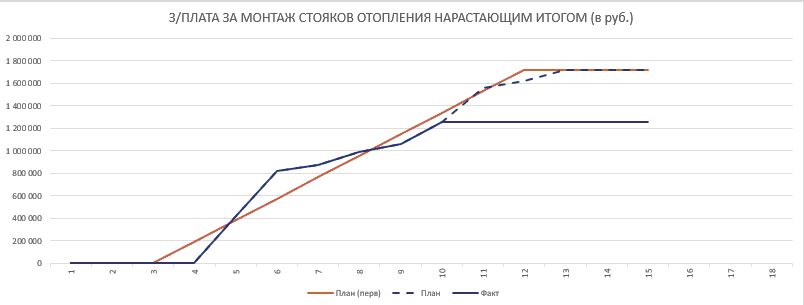 З/ПЛАТА ЗА МОНТАЖ СТОЯКОВ ОТОПЛЕНИЯ НАРАСТАЮЩИМ ИТОГОМ (в руб.)
2 000 000
1 800 000
1 600 000
1 400 000
1 200 000
1 000 000
800 000
600 000
400 000
200 000
0
1 2 3 4 5 6 7 8 9 10 11 12 13 14 15 16 17 18
План (перв) План Факт